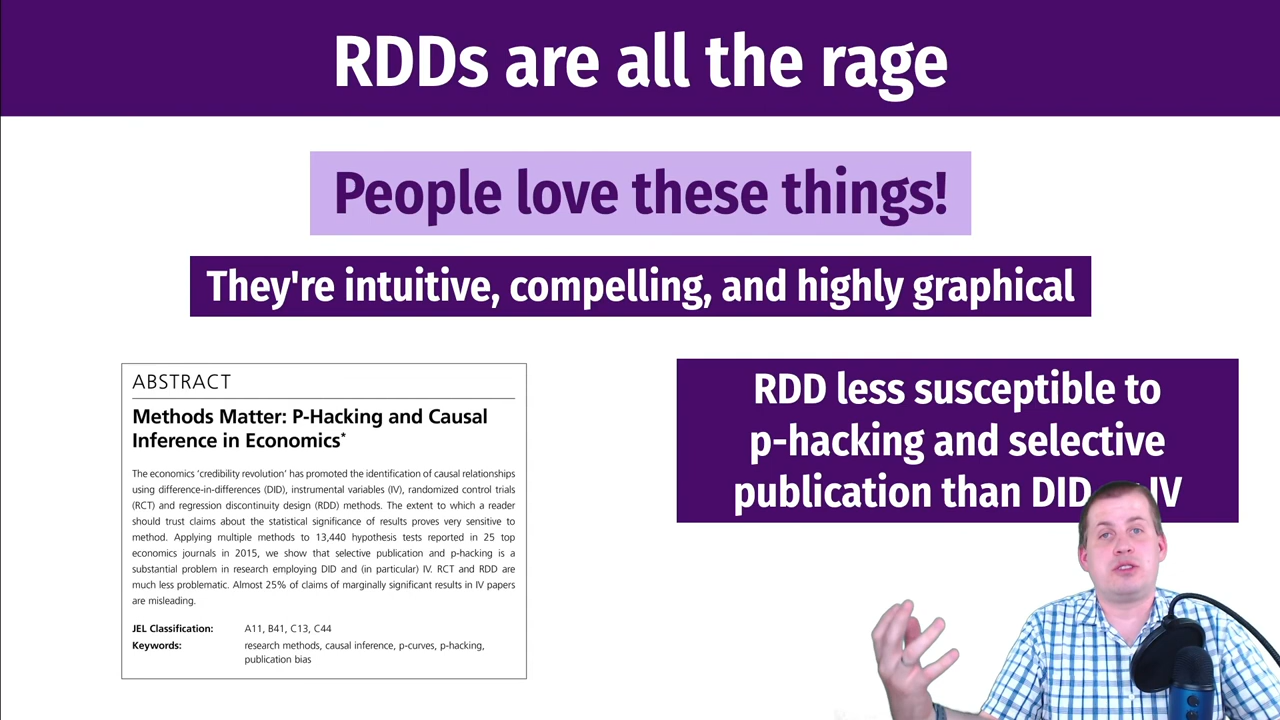 RDDs are all the rage
People love these things!
They're intuitive, compelling, and highly graphical
ABSTRACT
Methods Matter: P-Hacking and Causal
Inference in Economics*
The economics 'credibility revolution' has promoted the identification of causal relationships
using difference-in-differences (DID), instrumental variables (IV), randomized control trials
(RCT) and regression discontinuity design (RDD) methods. The extent to which a reader
should trust claims about the statistical significance of results proves very sensitive to
method. Applying multiple methods to 13,440 hypothesis tests reported in 25 top
economics journals in 2015, we show that selective publication and p-hacking is a
substantial problem in research employing DID and (in particular) IV. RCT and RDD are
much less problematic. Almost 25% of claims of marginally significant results in IV papers
are misleading.
JEL Classification: A11, B41, C13, C44
Keywords: research methods, causal inference, p-curves, p-hacking,
publication bias
RDD less susceptible to
p-hacking and selective
publication than DID IV